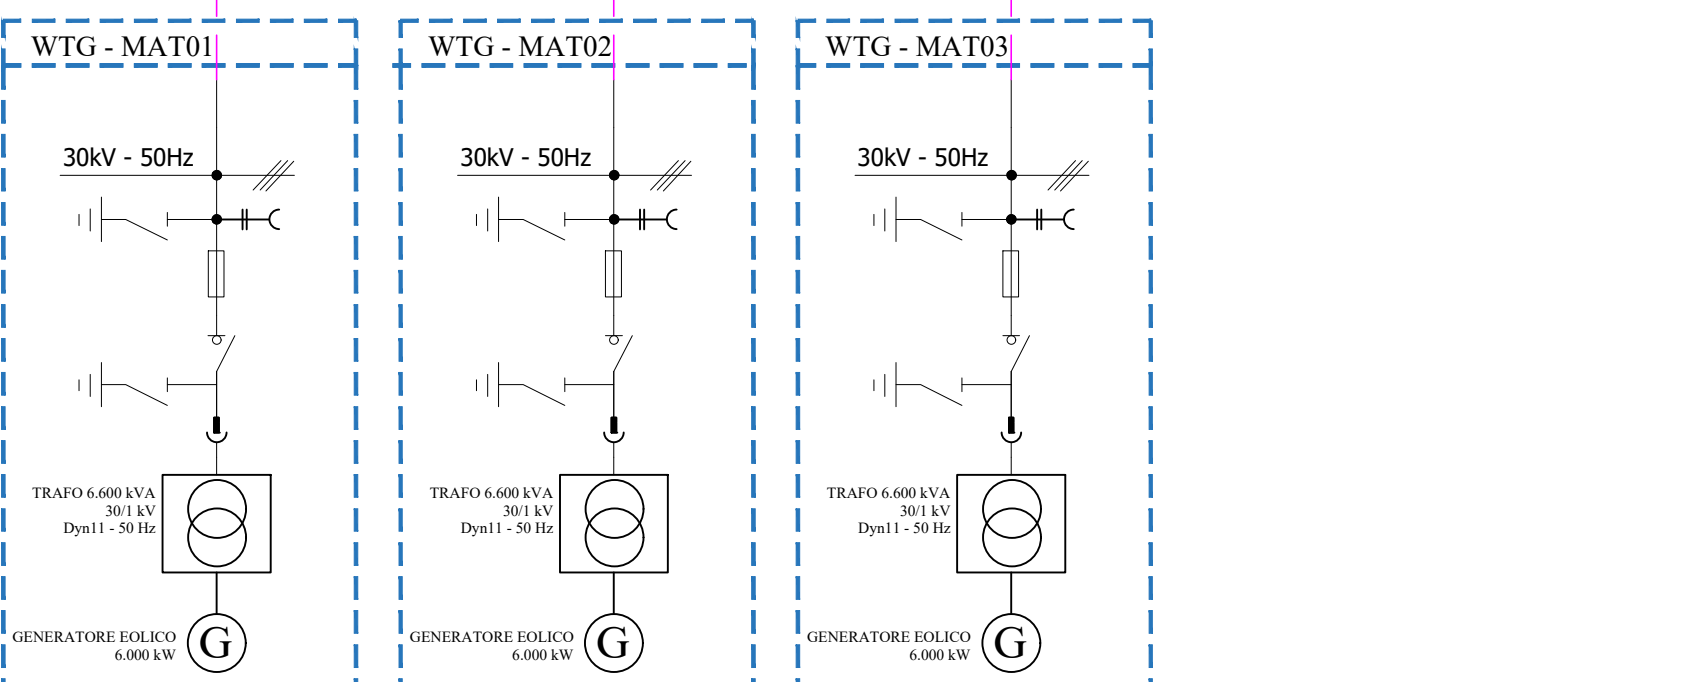 WTG - MAT01
30kV - 50Hz
TRAFO 6.600 kVA
30/1 kV
Dyn11 - 50 Hz
GENERATORE EOLICO
6.000 kW
G
WTG - MAT02
30kV - 50Hz
TRAFO 6.600 kVA
30/1 kV
Dyn11 - 50 Hz
GENERATORE EOLICO
6.000 kW
G
WTG - MAT03
30kV - 50Hz
TRAFO 6.600 kVA
30/1 kV
Dyn11 - 50 Hz
GENERATORE EOLICO
6.000 kW
G